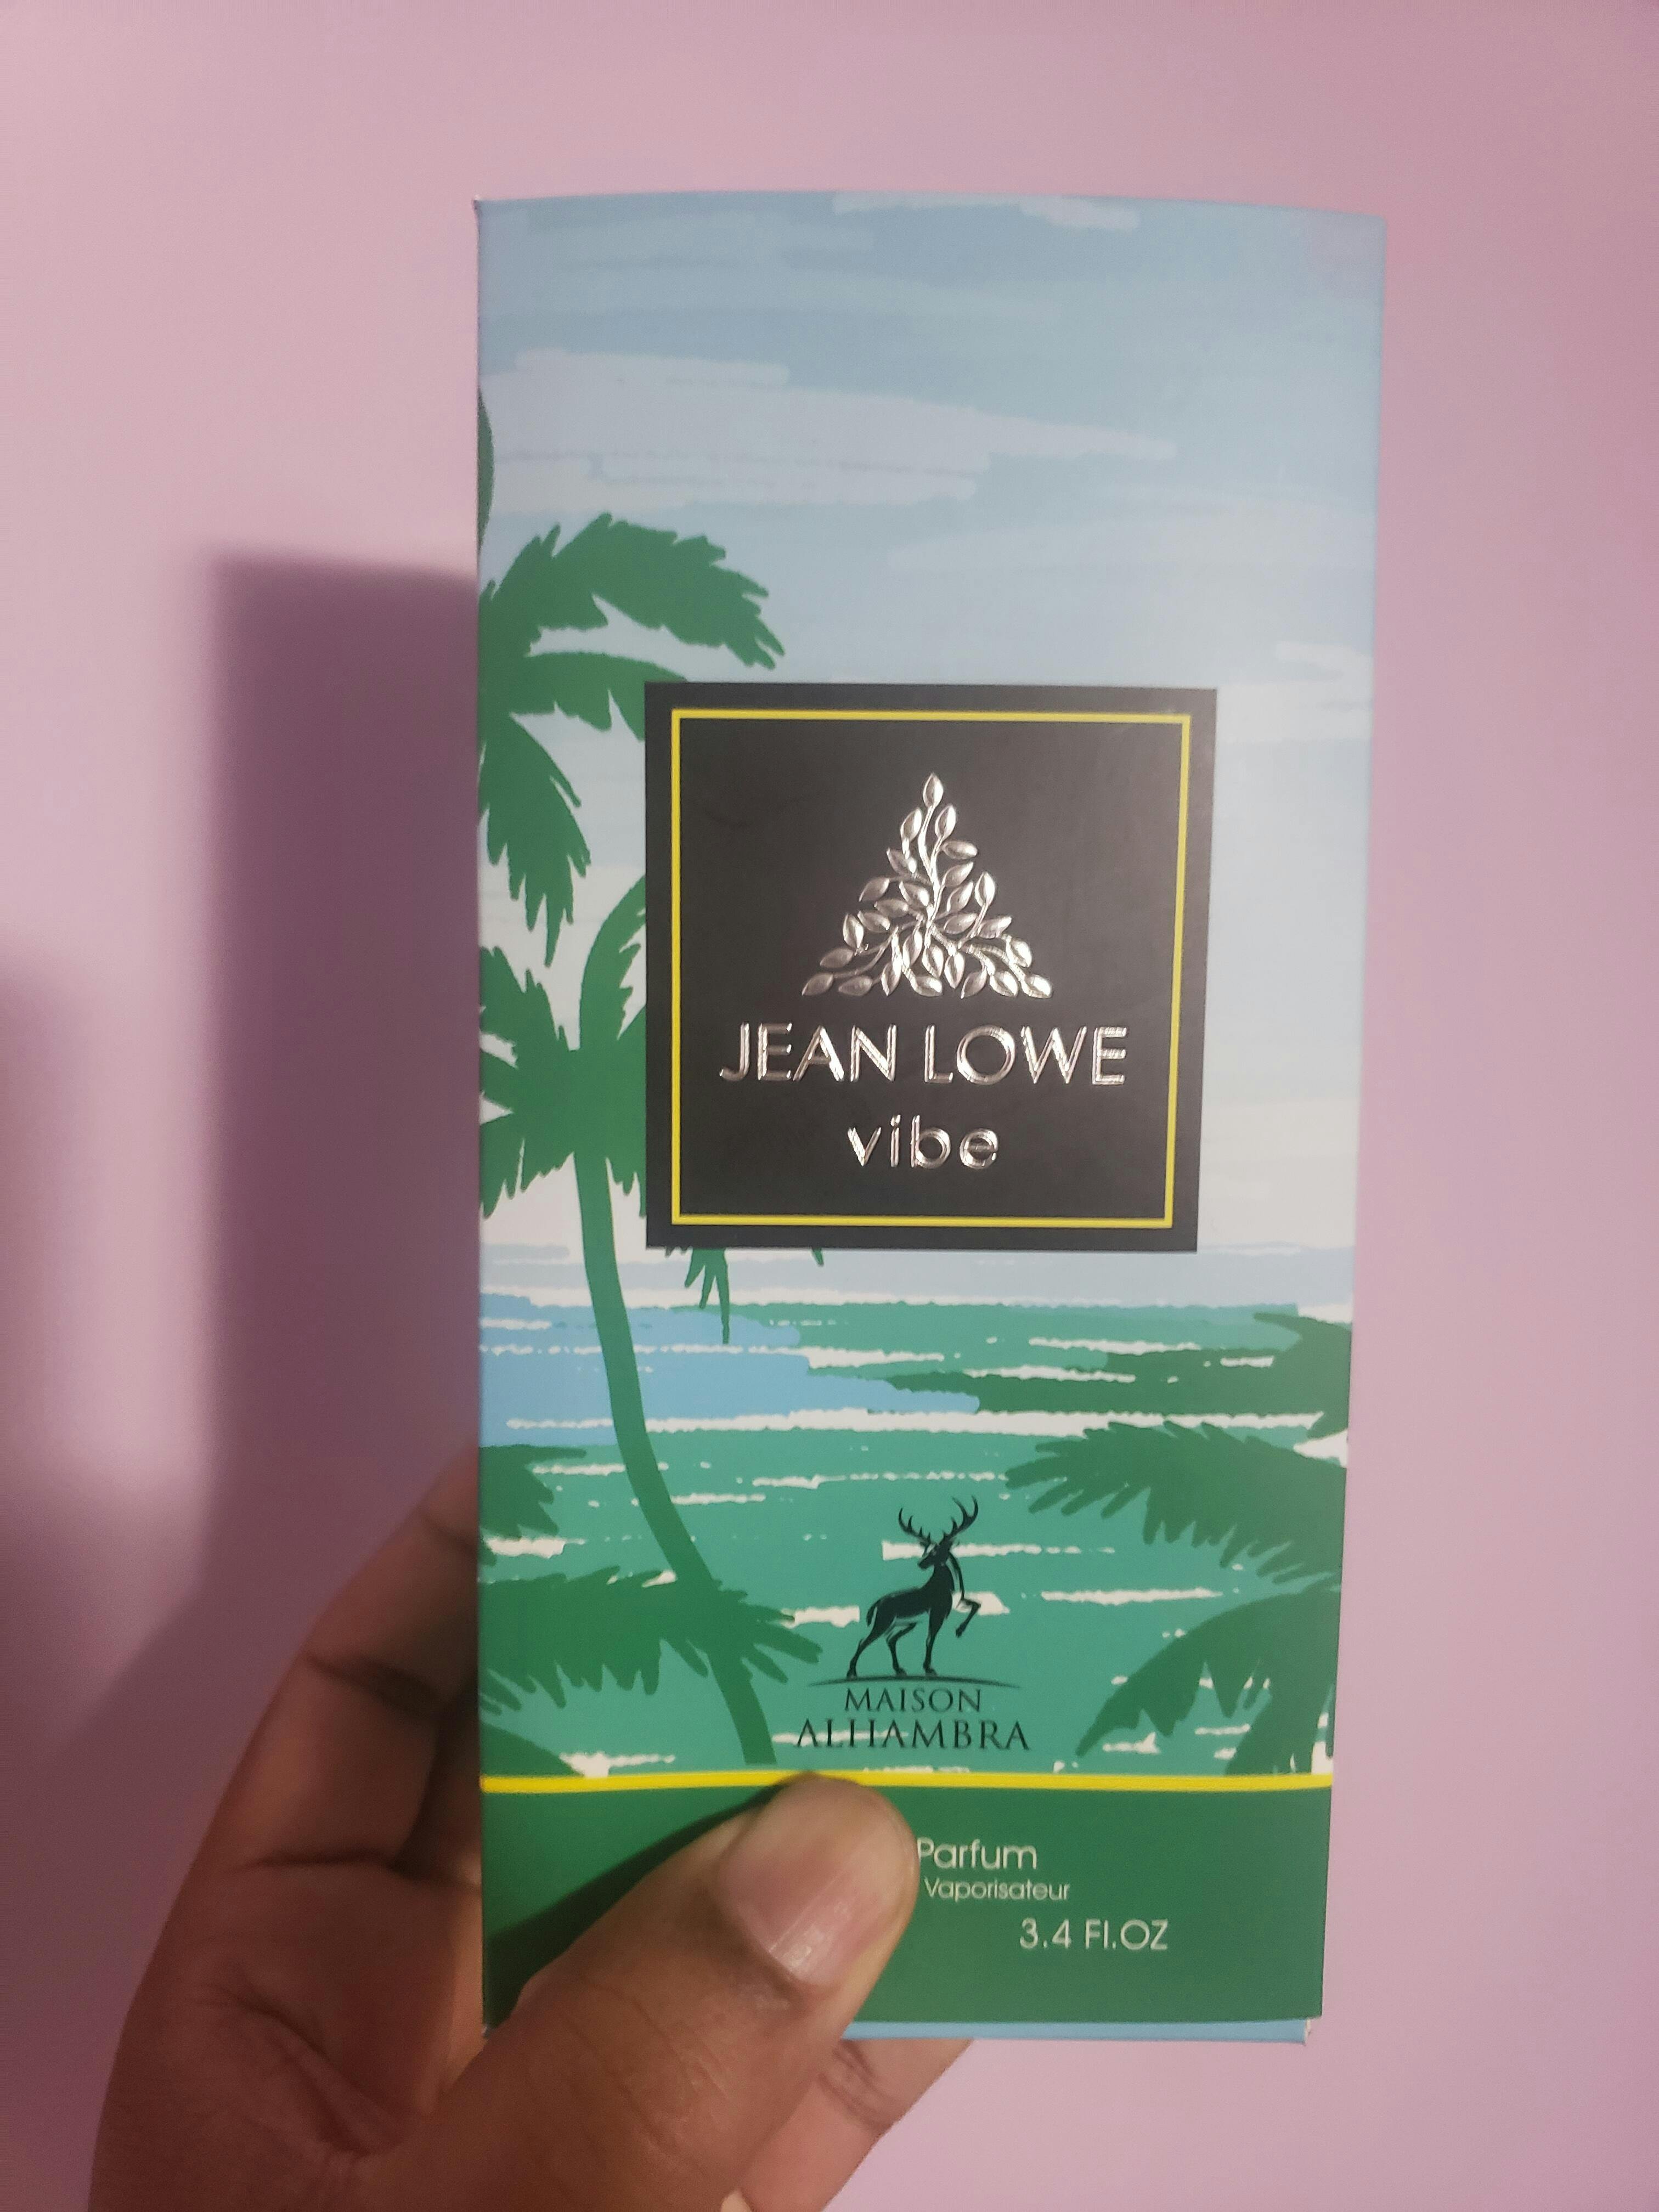 JEAN LOWE
vibe
MAISON
ALHAMBRA
Parfum
Vaporisateur
3.4 Fl.OZ